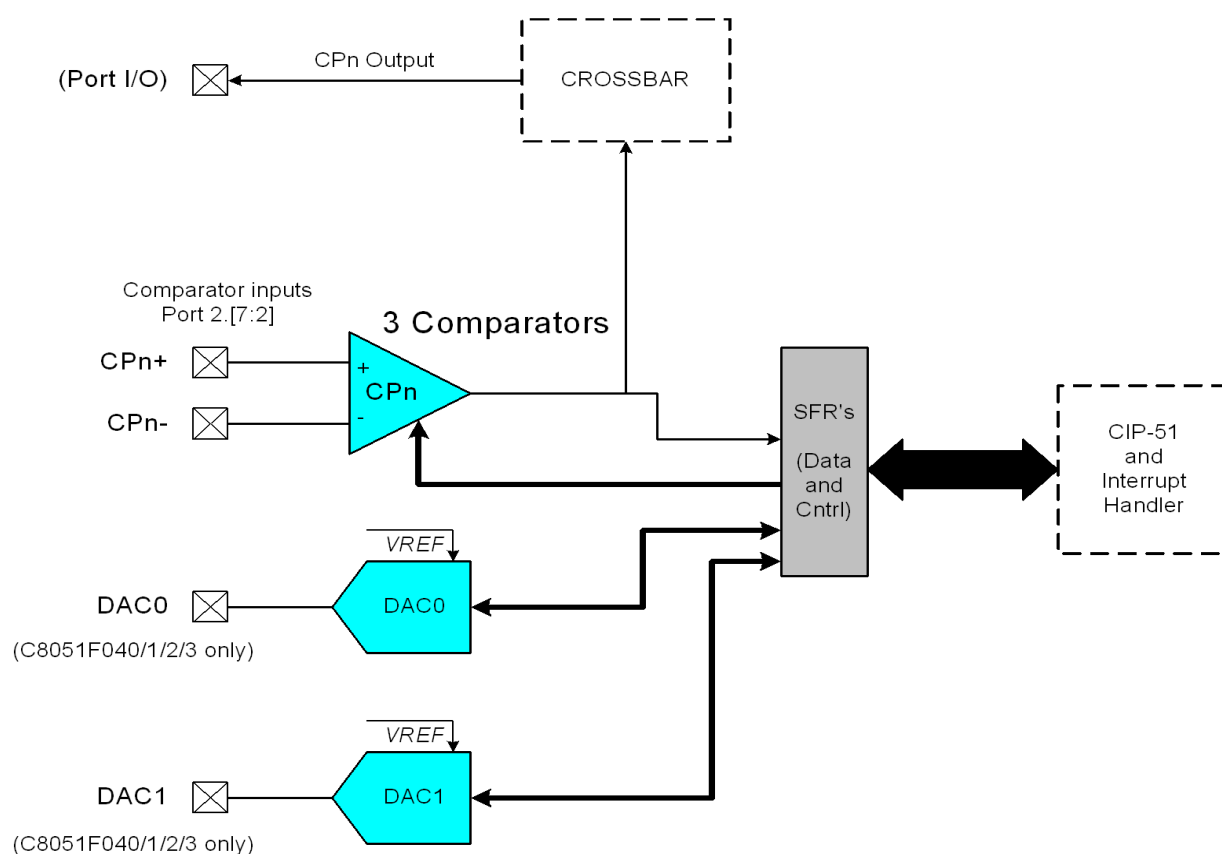 (Port I/O)
CPn Output
CROSSBAR
Comparator inputs
Port 2.[7:2]
3 Comparators
CPn+
+
CPn
CPn-
-
SFR's
(Data
and
Cntrl)
CIP-51
and
Interrupt
Handler
VREF
DAC0
DAC0
(C8051F040/1/2/3 only)
VREF
DAC1
DAC1
(C8051F040/1/2/3 only)